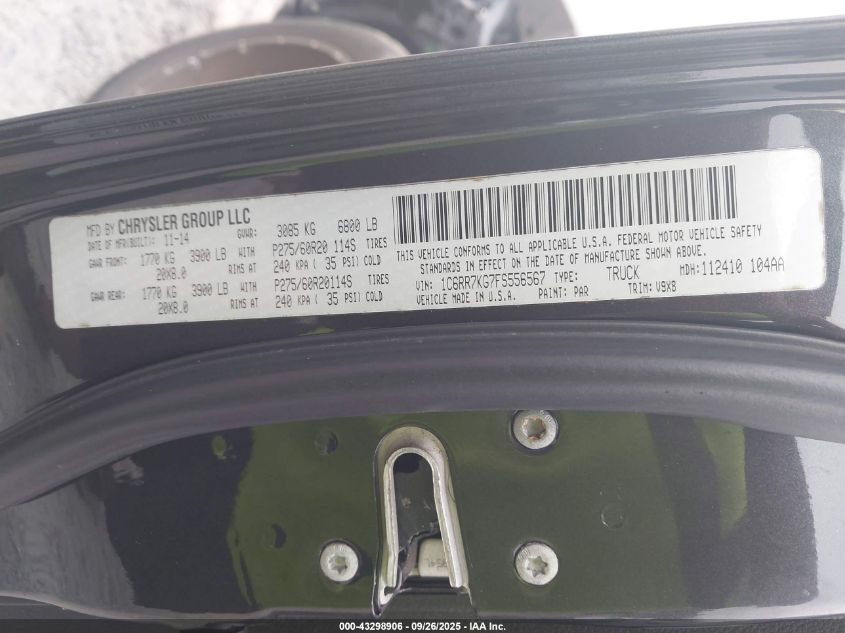 MFD BY CHRYSLER GROUP LLC
DATE OF MFR(BUILT): 11-14 GVWR: 3085 KG 6800 LB
GAWR FRONT: 1770 KG 3900 LB WITH P275/60R20 114S TIRES
20X8.0 RIMS AT 240 KPA ( 35 PSI) COLD
GAWR REAR: 1770 KG 3900 LB WITH P275/60R20114S TIRES
20X8.0 RIMS AT 240 KPA ( 35 PSI) COLD
THIS VEHICLE CONFORMS TO ALL APPLICABLE U.S.A. FEDERAL MOTOR VEHICLE SAFETY
STANDARDS IN EFFECT ON THE DATE OF MANUFACTURE SHOWN ABOVE.
VIN: 1C6RR7KG7FS556567 TYPE: TRUCK MDH:112410 104AA
VEHICLE MADE IN U.S.A. PAINT: PAR TRIM: V9X8
000-43298906 - 09/26/2025 - IAA Inc.